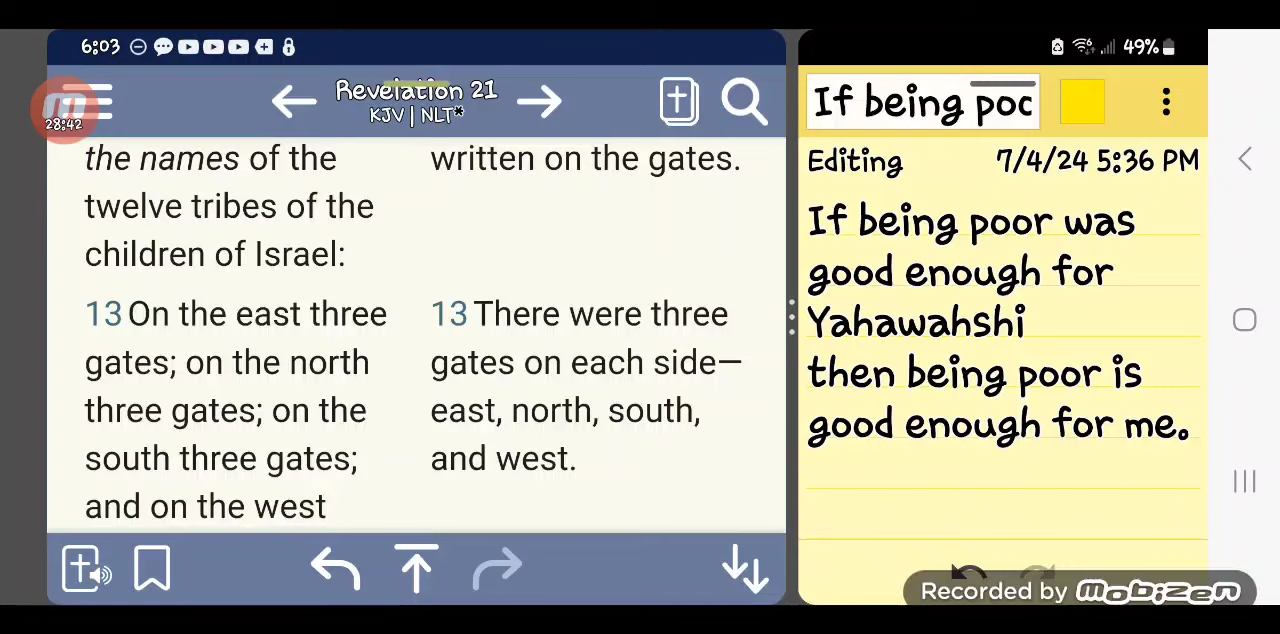 6:03
49%
28:42
Revelation 21
KJV | NLT*
If being poc
the names of the
twelve tribes of the
children of Israel:
13 On the east three
gates; on the north
three gates; on the
south three gates;
and on the west
written on the gates.
13 There were three
gates on each side—
east, north, south,
and west.
Editing 7/4/24 5:36 PM
If being poor was
good enough for
Yahawahshi
then being poor is
good enough for me.
Recorded by Mobizen